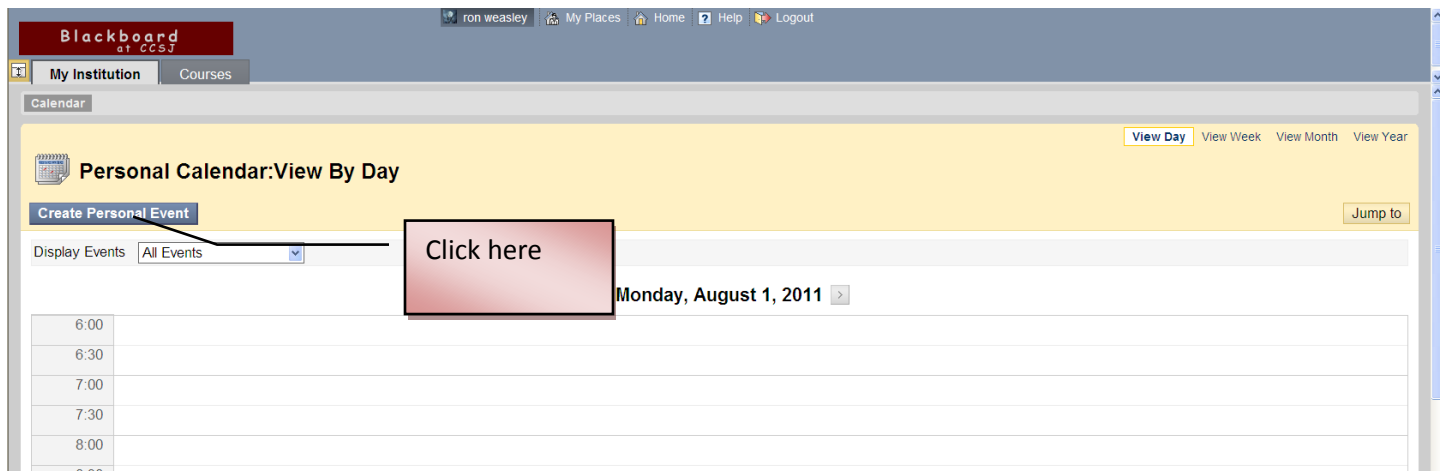 ron weasley My Places Home ? Help Logout
Blackboard
at CCSJ
My Institution Courses
Calendar
View Day View Week View Month View Year
Personal Calendar:View By Day
Create Personal Event
Jump to
Click here
Display Events All Events
Monday, August 1, 2011 >
6:00
6:30
7:00
7:30
8:00